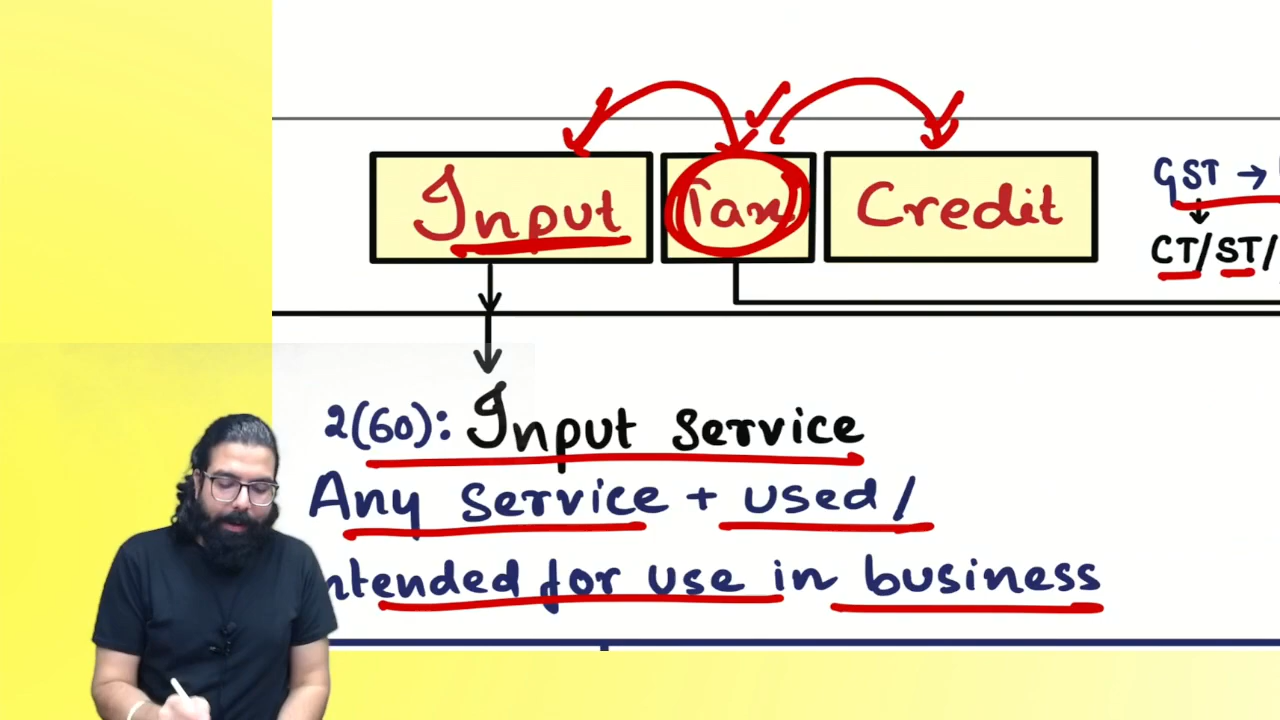 Input Tax Credit
GST →
CT/ST/
2(60): Input service
Any service + used /
ntended for use in business